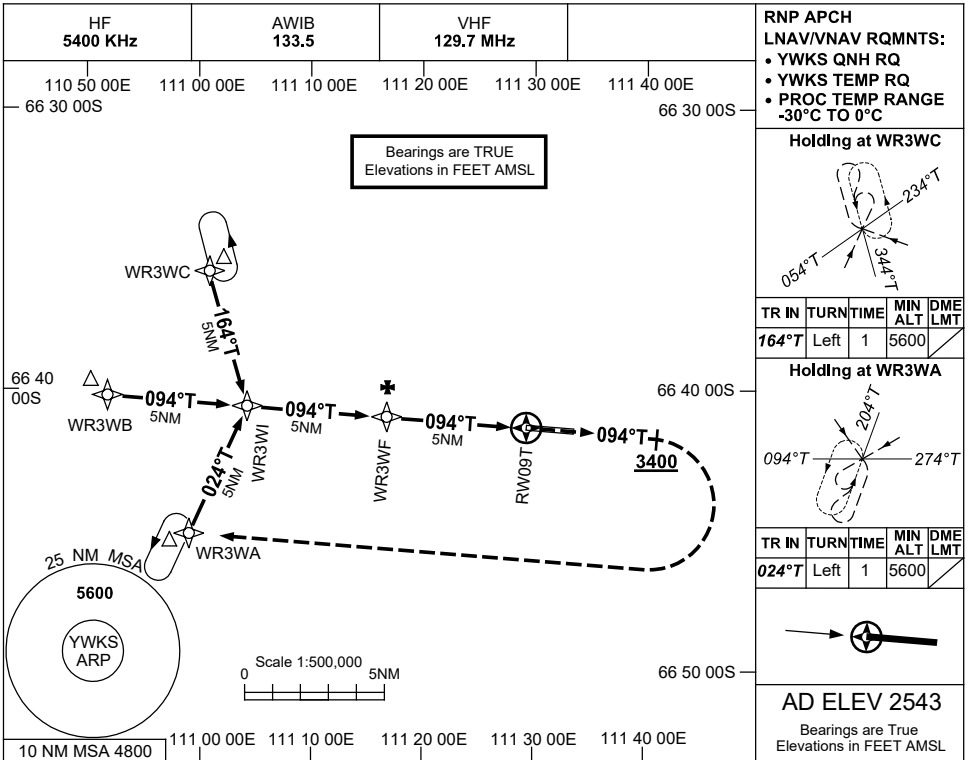 HF
5400 KHz
AWIB
133.5
VHF
129.7 MHz
110 50 00E 111 00 00E 111 10 00E 111 20 00E 111 30 00E 111 40 00E
66 30 00S 66 30 00S
Bearings are TRUE
Elevations in FEET AMSL
WR3WC
164°T
5NM
66 40
00S
66 40 00S
WR3WB
094°T
5NM
WR3WI
094°T
5NM
WR3WF
094°T
5NM
RW09T
094°T
3400
024°T
5NM
WR3WA
25 NM MSA
5600
YWKS
ARP
Scale 1:500,000
0 5NM
66 50 00S
10 NM MSA 4800
111 00 00E 111 10 00E 111 20 00E 111 30 00E 111 40 00E
RNP APCH
LNAV/VNAV RQMNTS:
• YWKS QNH RQ
• YWKS TEMP RQ
• PROC TEMP RANGE
-30°C TO 0°C
Holding at WR3WC
234°T
054°T
344°T
TR IN TURN TIME MIN ALT DME LMT
164°T Left 1 5600
Holding at WR3WA
204°T
094°T 274°T
TR IN TURN TIME MIN ALT DME LMT
024°T Left 1 5600
AD ELEV 2543
Bearings are True
Elevations in FEET AMSL